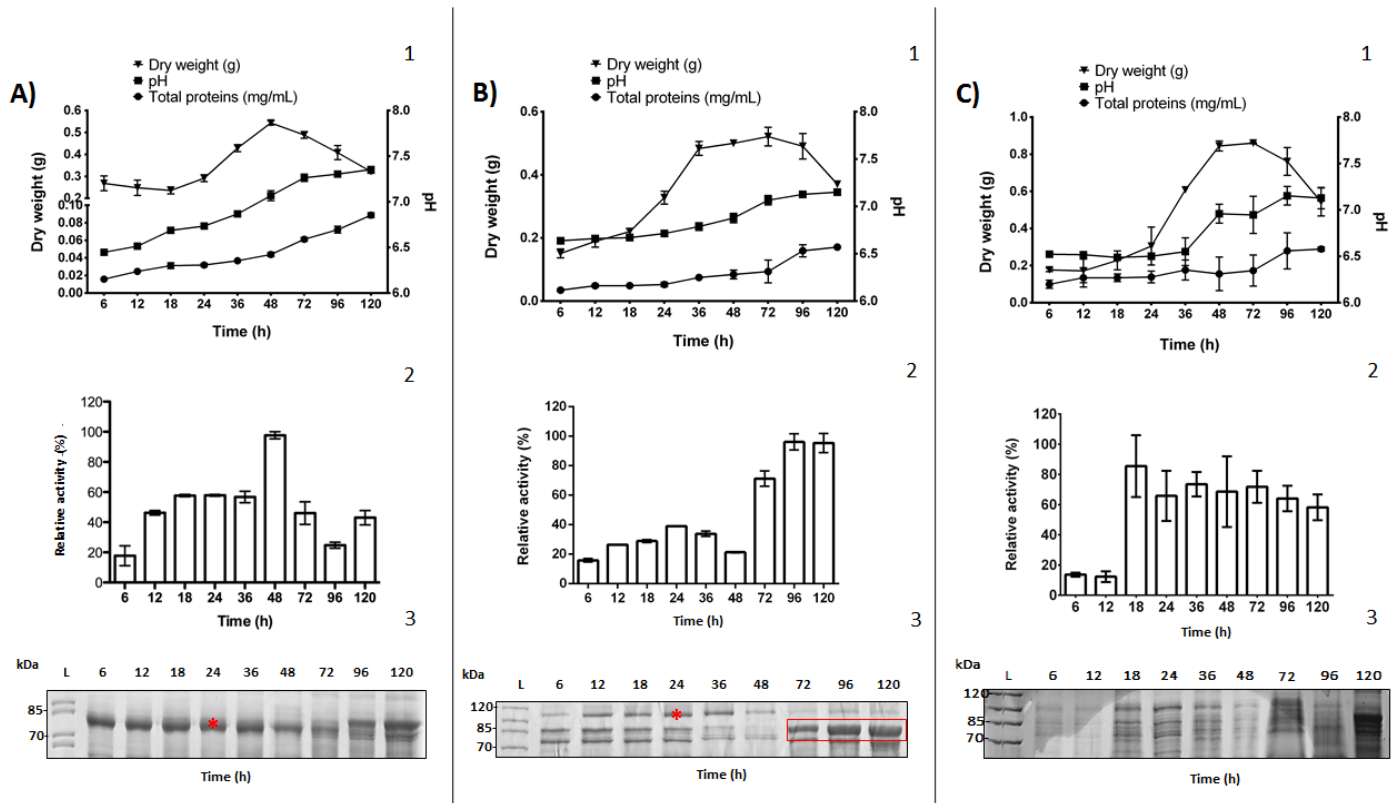 A)
1
Dry weight (g)
pH
Total proteins (mg/mL)
0.6
0.5
0.4
0.3
0.2
0.10
0.08
0.06
0.04
0.02
0.00
Dry weight (g)
8.0
7.5
7.0
6.5
6.0
pH
6 12 18 24 36 48 72 96 120
Time (h)
2
120
100
80
60
40
20
0
Relative activity (%)
6 12 18 24 36 48 72 96 120
Time (h)
3
kDa
L 6 12 18 24 36 48 72 96 120
85-
70-
*
Time (h)
B)
1
Dry weight (g)
pH
Total proteins (mg/mL)
0.6
0.4
0.2
0.0
Dry weight (g)
8.0
7.5
7.0
6.5
6.0
pH
6 12 18 24 36 48 72 96 120
Time (h)
2
120
100
80
60
40
20
0
Relative activity (%)
6 12 18 24 36 48 72 96 120
Time (h)
3
kDa
L 6 12 18 24 36 48 72 96 120
120-
85-
70-
*
Time (h)
C)
1
Dry weight (g)
pH
Total proteins (mg/mL)
1.0
0.8
0.6
0.4
0.2
0.0
Dry weight (g)
8.0
7.5
7.0
6.5
6.0
pH
6 12 18 24 36 48 72 96 120
Time (h)
2
120
100
80
60
40
20
0
Relative activity (%)
6 12 18 24 36 48 72 96 120
Time (h)
3
kDa
L 6 12 18 24 36 48 72 96 120
120-
85-
70-
Time (h)